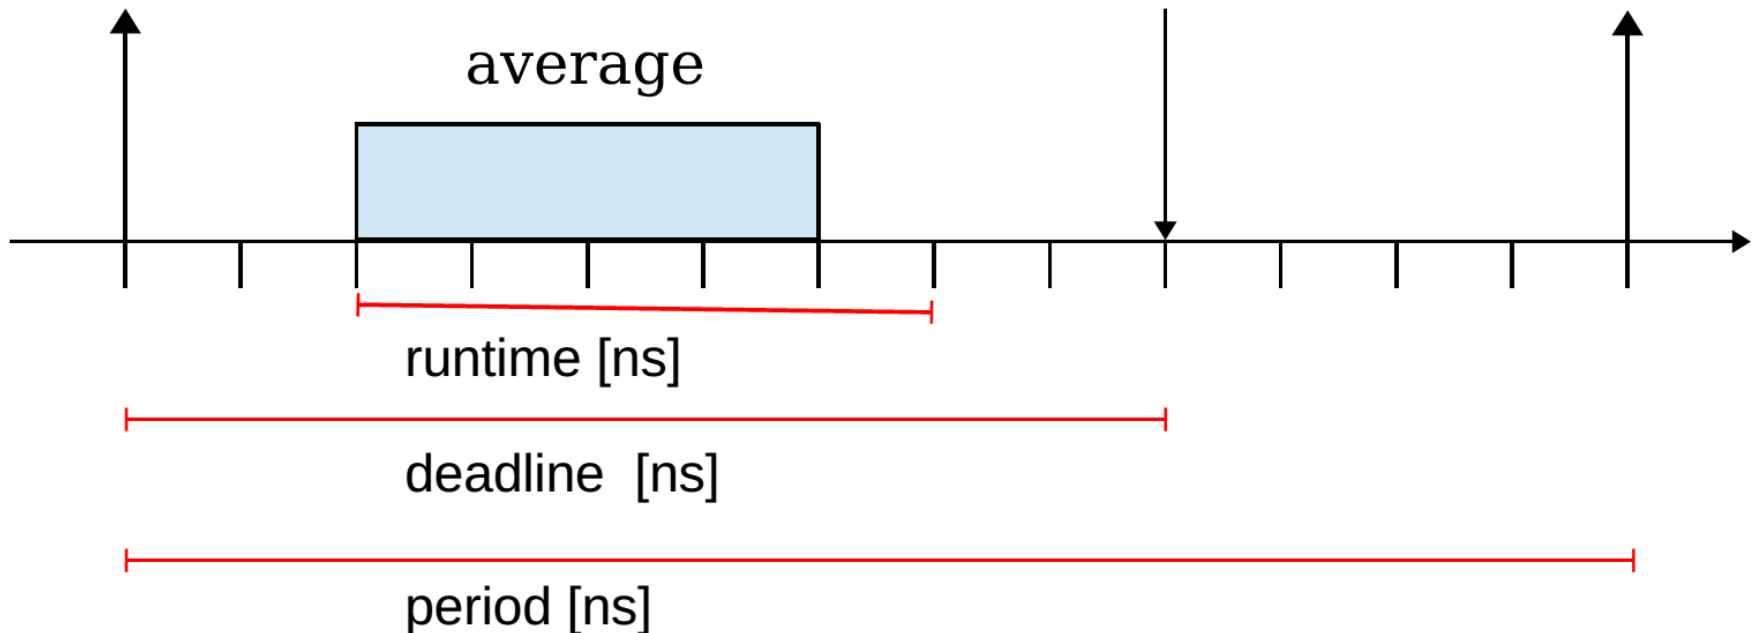 average
runtime [ns]
deadline  [ns]
period [ns]